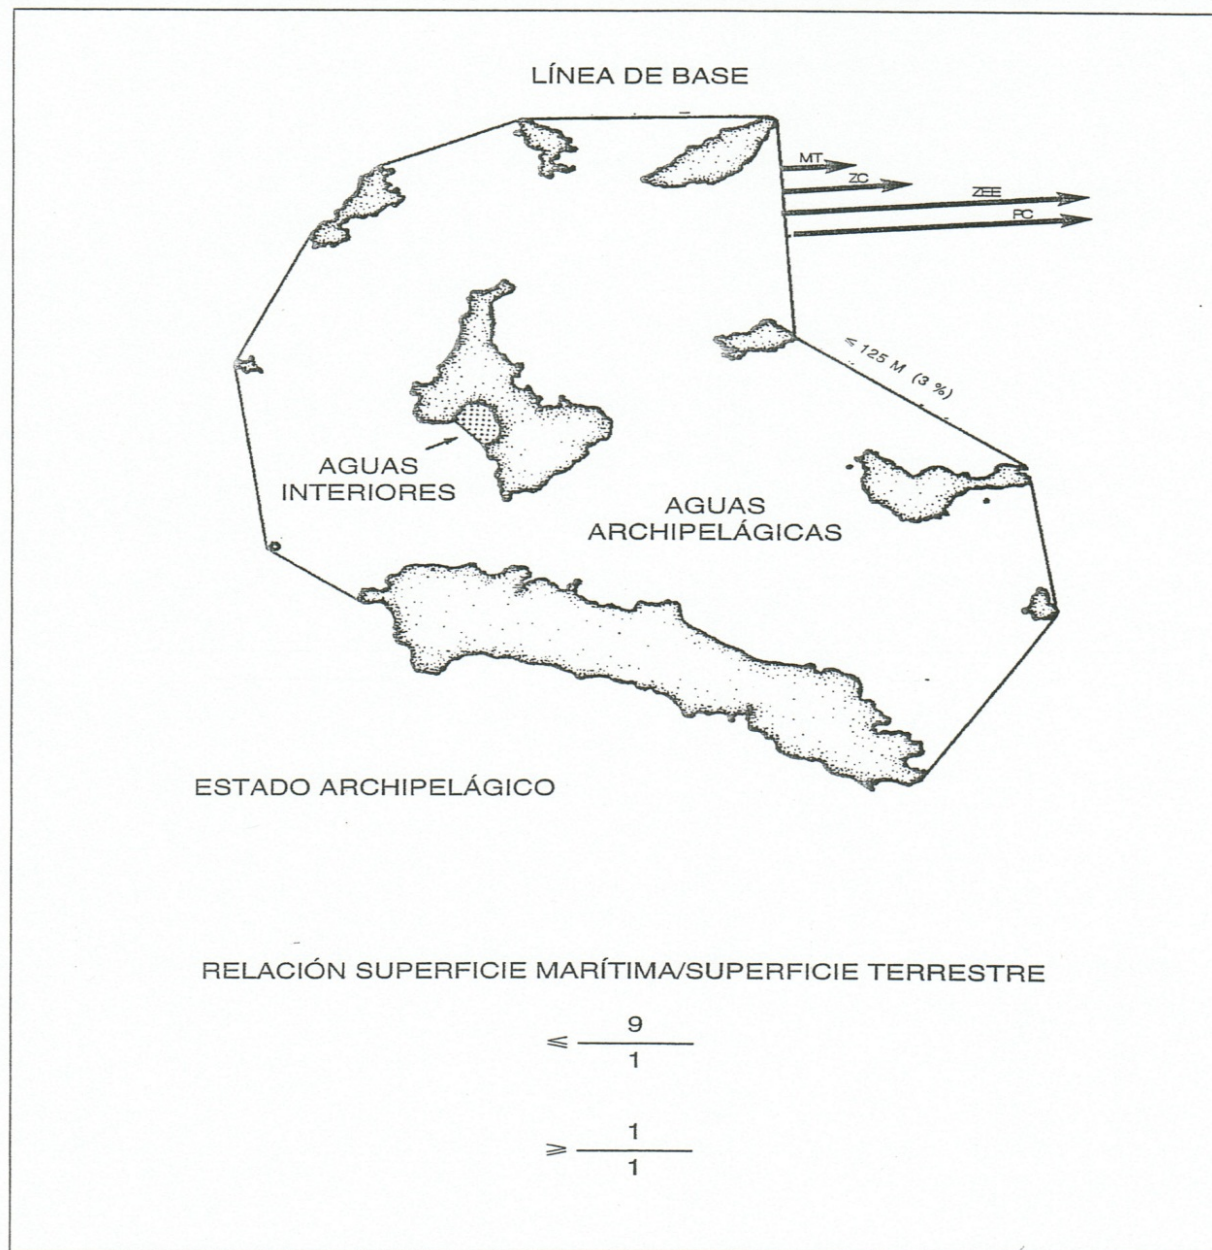 LÍNEA DE BASE
MT
ZC
ZEE
PC
≤ 125 M (3 %)
AGUAS
INTERIORES
AGUAS
ARCHIPELÁGICAS
ESTADO ARCHIPELÁGICO
RELACIÓN SUPERFICIE MARÍTIMA/SUPERFICIE TERRESTRE
≤ 9
1
≥ 1
1